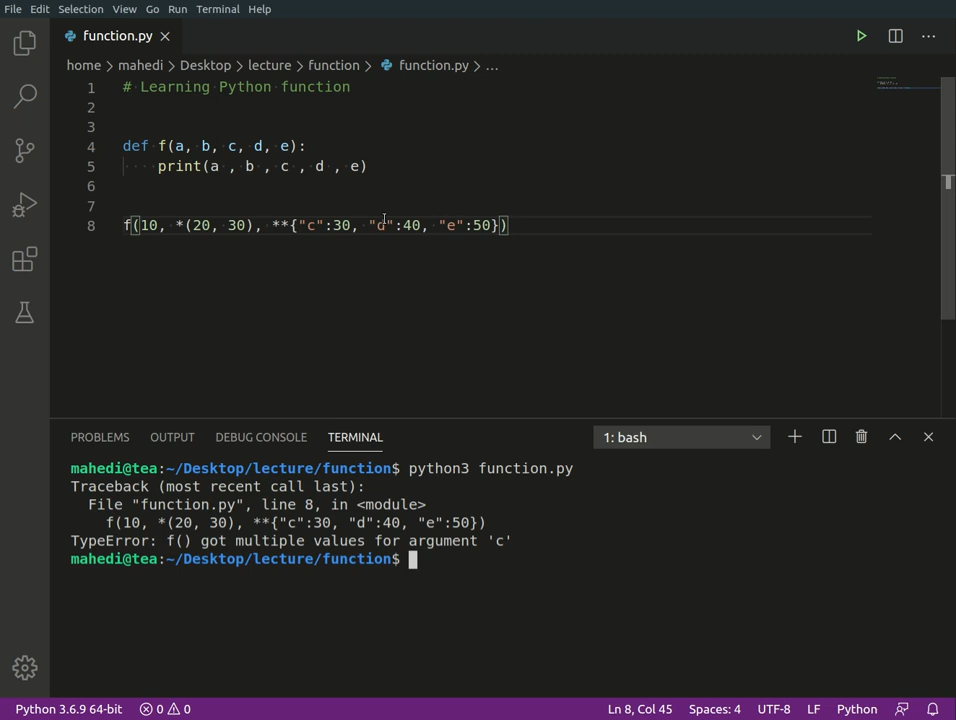 File Edit Selection View Go Run Terminal Help
function.py
home > mahedi > Desktop > lecture > function > function.py > ...
1 # Learning Python function
2
3
4 def f(a, b, c, d, e):
5     print(a , b , c , d , e)
6
7
8 f(10, *(20, 30), **{"c":30, "d":40, "e":50})
PROBLEMS OUTPUT DEBUG CONSOLE TERMINAL 1: bash
mahedi@tea:~/Desktop/lecture/function$ python3 function.py
Traceback (most recent call last):
  File "function.py", line 8, in <module>
    f(10, *(20, 30), **{"c":30, "d":40, "e":50})
TypeError: f() got multiple values for argument 'c'
mahedi@tea:~/Desktop/lecture/function$
Python 3.6.9 64-bit 0 0 Ln 8, Col 45 Spaces: 4 UTF-8 LF Python